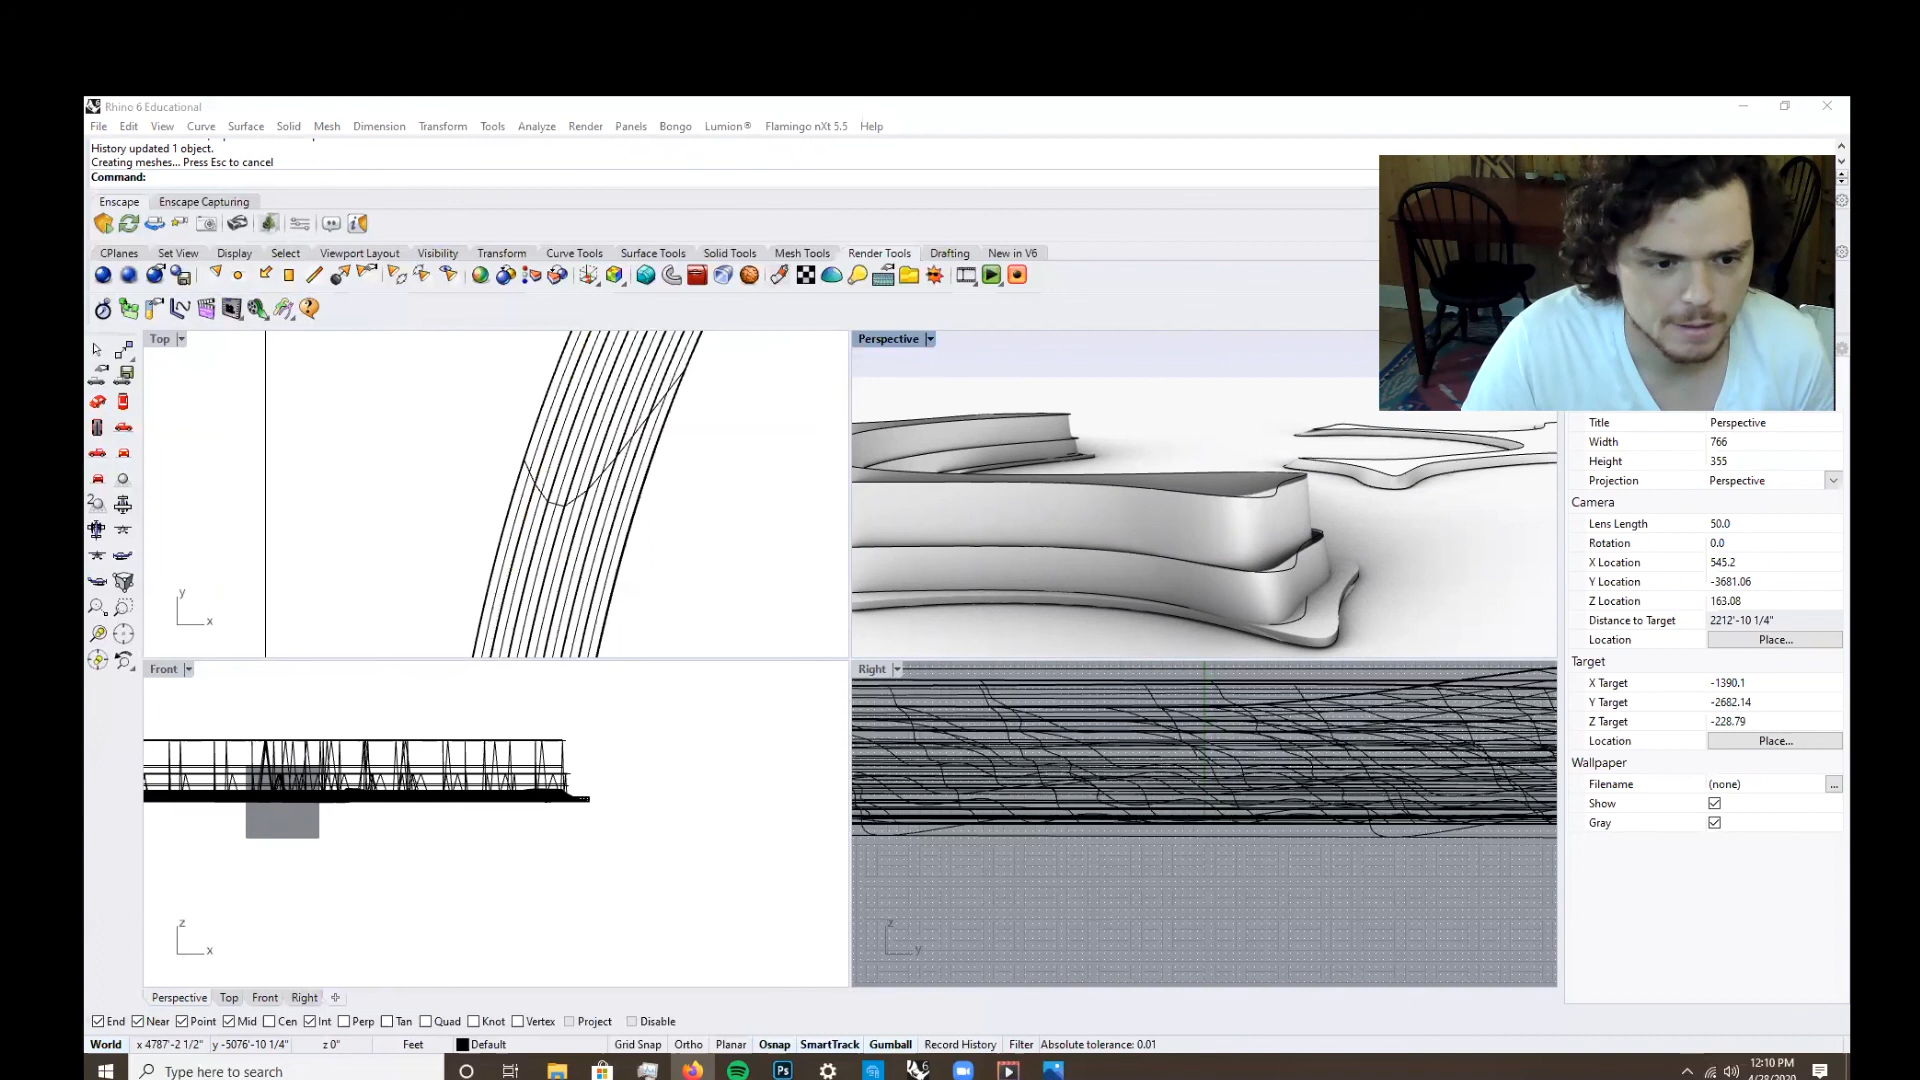 Rhino 6 Educational
File Edit View Curve Surface Solid Mesh Dimension Transform Tools Analyze Render Panels Bongo Lumion® Flamingo nXt 5.5 Help
History updated 1 object.
Creating meshes... Press Esc to cancel
Command:
Enscape Enscape Capturing
CPlanes Set View Display Select Viewport Layout Visibility Transform Curve Tools Surface Tools Solid Tools Mesh Tools Render Tools Drafting New in V6
Top
Perspective
y
x
Front
Right
z
x
z
y
Title Perspective
Width 766
Height 355
Projection Perspective
Camera
Lens Length 50.0
Rotation 0.0
X Location 545.2
Y Location -3681.06
Z Location 163.08
Distance to Target 2212'-10 1/4"
Location Place...
Target
X Target -1390.1
Y Target -2682.14
Z Target -228.79
Location Place...
Wallpaper
Filename (none) ...
Show
Gray
Perspective Top Front Right
End Near Point Mid Cen Int Perp Tan Quad Knot Vertex Project Disable
World x 4787'-2 1/2" y -5076'-10 1/4" z 0" Feet Default Grid Snap Ortho Planar Osnap SmartTrack Gumball Record History Filter Absolute tolerance: 0.01
Type here to search
Ps
12:10 PM
4/28/2020